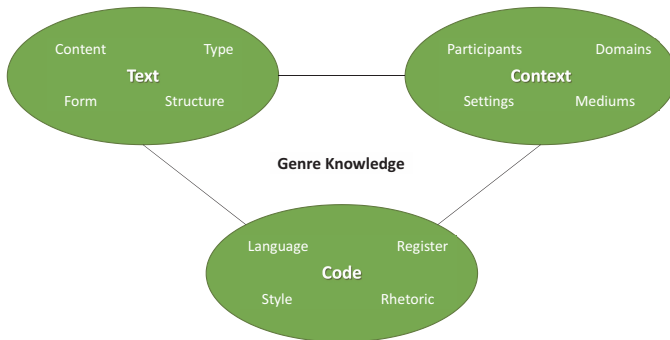 Content Type
Text
Form Structure
Participants Domains
Context
Settings Mediums
Genre Knowledge
Language Register
Code
Style Rhetoric